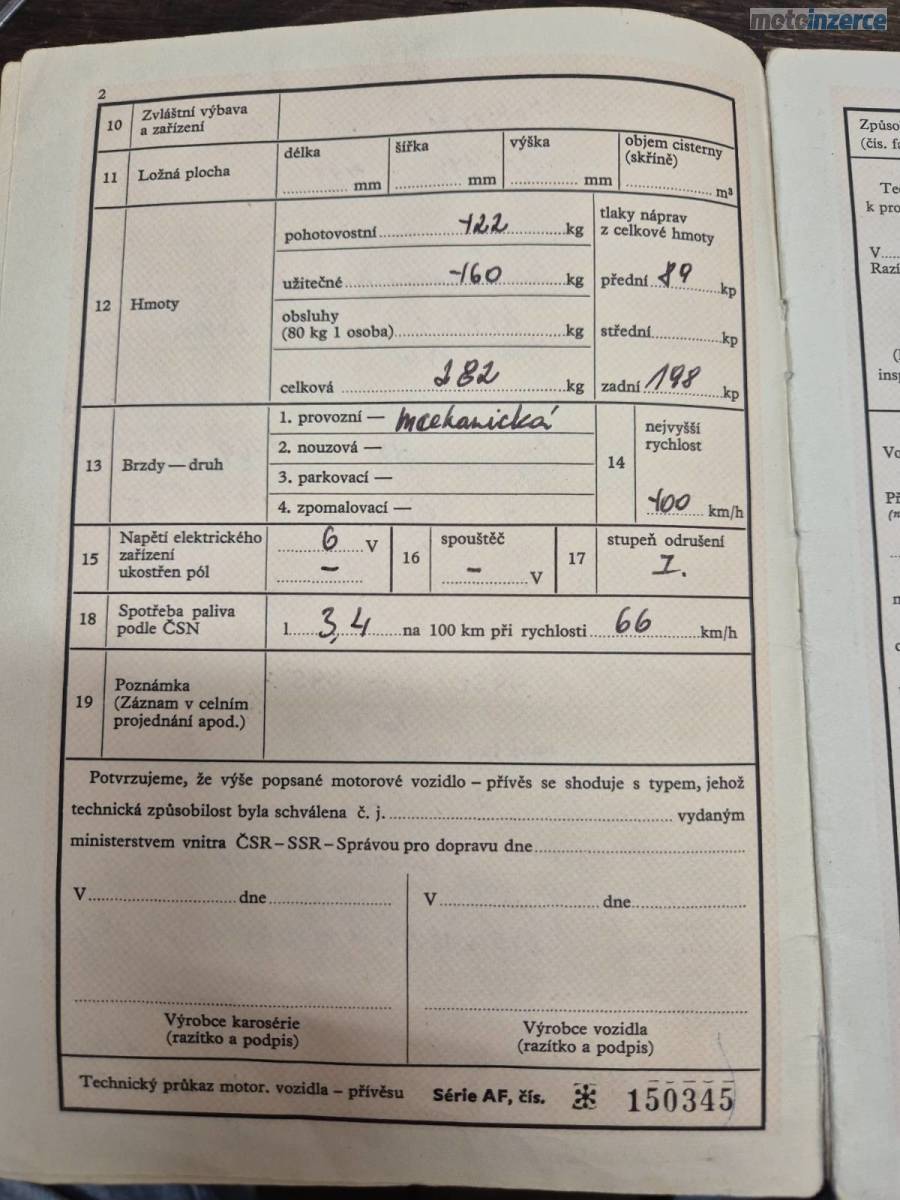 motoinzerce
2
10 Zvláštní výbava a zařízení
11 Ložná plocha
délka ........ mm
šířka ........ mm
výška ........ mm
objem cisterny (skříně) ........ m³
12 Hmoty
pohotovostní ........ 122 ........ kg
užitečné ........ 160 ........ kg
obsluhy (80 kg 1 osoba) ........ kg
celková ........ 282 ........ kg
tlaky náprav z celkové hmoty
přední 89 kp
střední ........ kp
zadní 198 kp
13 Brzdy — druh
1. provozní — mechanická
2. nouzová —
3. parkovací —
4. zpomalovací —
14 nejvyšší rychlost
100 km/h
15 Napětí elektrického zařízení ukostřen pól
6 V
–
16 spouštěč
– V
17 stupeň odrušení
I.
18 Spotřeba paliva podle ČSN
l 3,4 na 100 km při rychlosti 66 km/h
19 Poznámka (Záznam v celním projednání apod.)
Potvrzujeme, že výše popsané motorové vozidlo – přívěs se shoduje s typem, jehož
technická způsobilost byla schválena č. j. ........ vydaným
ministerstvem vnitra ČSR – SSR – Správou pro dopravu dne ........
V ........ dne ........
V ........ dne ........
Výrobce karosérie
(razítko a podpis)
Výrobce vozidla
(razítko a podpis)
Technický průkaz motor. vozidla – přívěsu Série AF, čís. ✻ 150345
(čís.
k pro
V